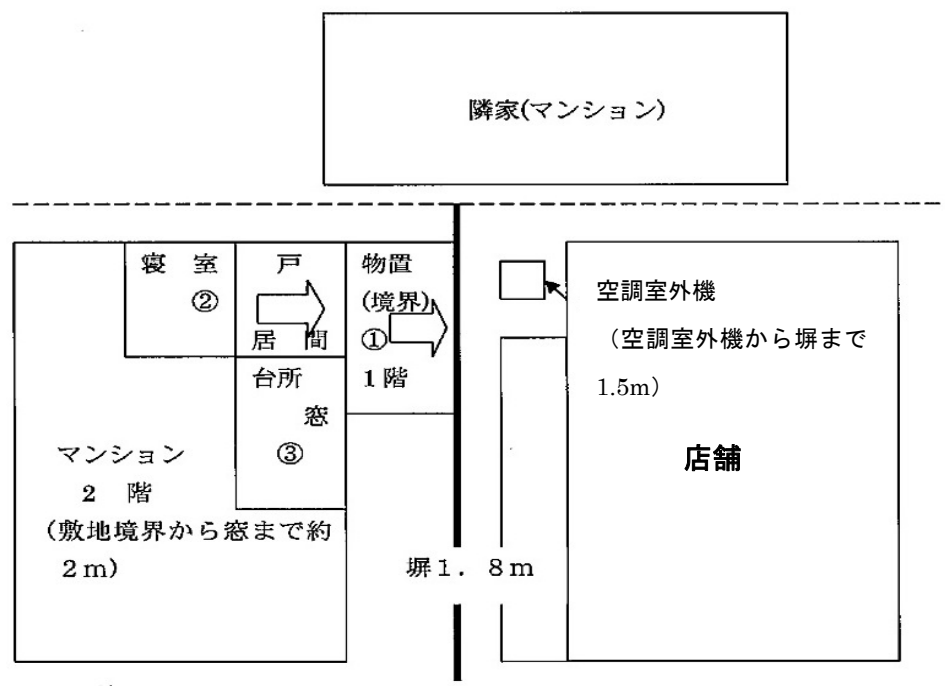 隣家(マンション)
寝 室
②
戸
居 間
物置
(境界)
①
1階
台所
窓
③
マンション
2 階
(敷地境界から窓まで約
2m)
塀1.8m
空調室外機
(空調室外機から塀まで
1.5m)
店舗